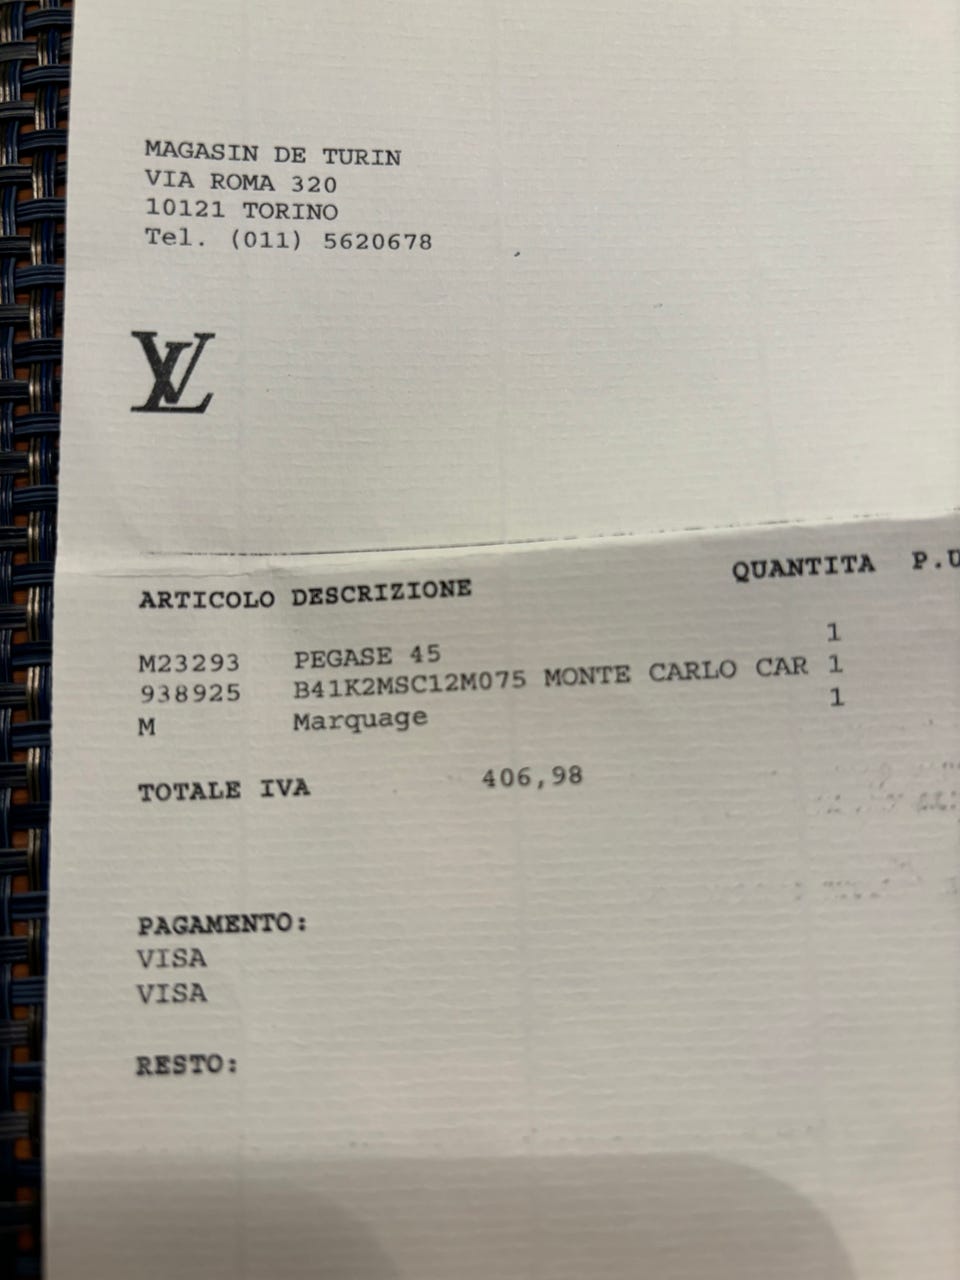 MAGASIN DE TURIN
VIA ROMA 320
10121 TORINO
Tel. (011) 5620678
LV
ARTICOLO DESCRIZIONE QUANTITA P.U
M23293 PEGASE 45 1
938925 B41K2MSC12M075 MONTE CARLO CAR 1
M Marquage 1
TOTALE IVA 406,98
PAGAMENTO:
VISA
VISA
RESTO: